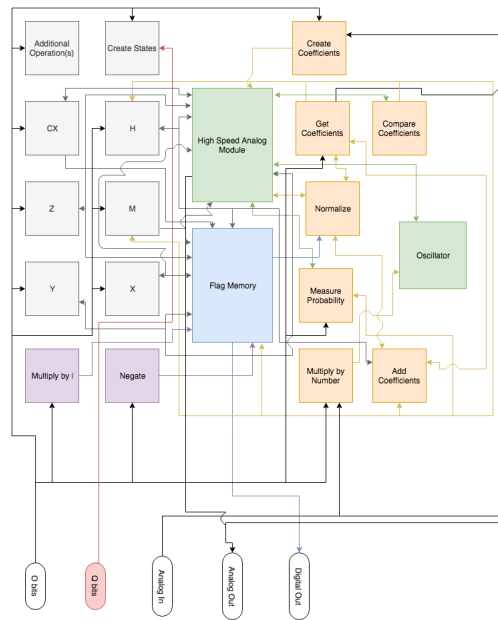 Additional
Operation(s)
Create States
Create
Coefficients
CX
H
High Speed Analog
Module
Get
Coefficients
Compare
Coefficients
Z
M
Normalize
Oscillator
Y
X
Flag Memory
Measure
Probability
Multiply by i
Negate
Multiply by
Number
Add
Coefficients
O bits
Q bits
Analog In
Analog Out
Digital Out